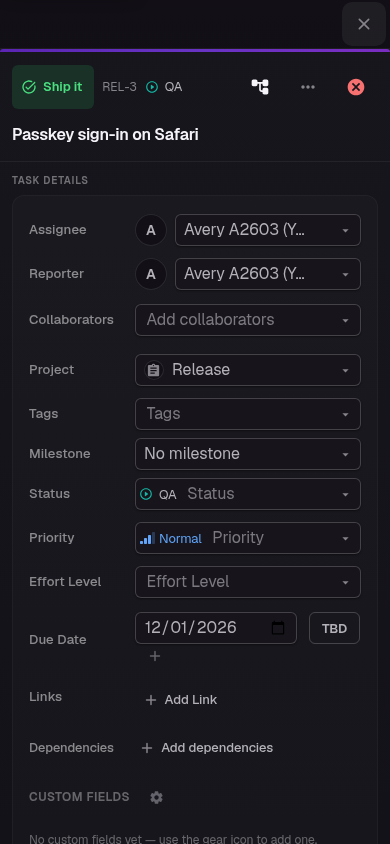 Ship it REL-3 QA
Passkey sign-in on Safari
TASK DETAILS
Assignee A Avery A2603 (Y...
Reporter A Avery A2603 (Y...
Collaborators Add collaborators
Project Release
Tags Tags
Milestone No milestone
Status QA Status
Priority Normal Priority
Effort Level Effort Level
Due Date 12/01/2026 TBD
+
Links + Add Link
Dependencies + Add dependencies
CUSTOM FIELDS
No custom fields yet — use the gear icon to add one.